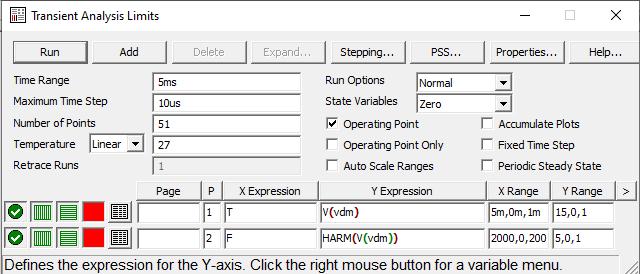 Transient Analysis Limits
Run Add Delete Expand... Stepping... PSS... Properties... Help...
Time Range 5ms Run Options Normal
Maximum Time Step 10us State Variables Zero
Number of Points 51 Operating Point Accumulate Plots
Temperature Linear 27 Operating Point Only Fixed Time Step
Retrace Runs 1 Auto Scale Ranges Periodic Steady State
Page P X Expression Y Expression X Range Y Range >
1 T V(vdm) 5m,0m,1m 15,0,1
2 F HARM(V(vdm)) 2000,0,200 5,0,1
Defines the expression for the Y-axis. Click the right mouse button for a variable menu.